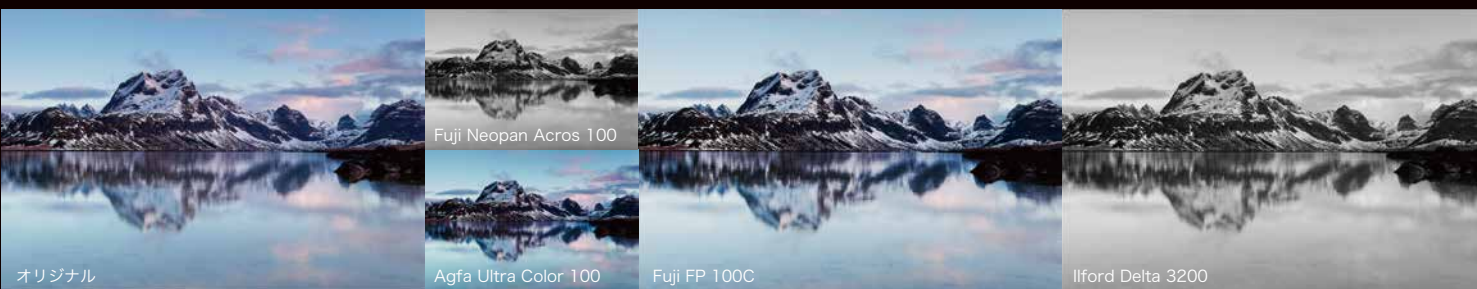 オリジナル
Fuji Neopan Acros 100
Agfa Ultra Color 100
Fuji FP 100C
Ilford Delta 3200